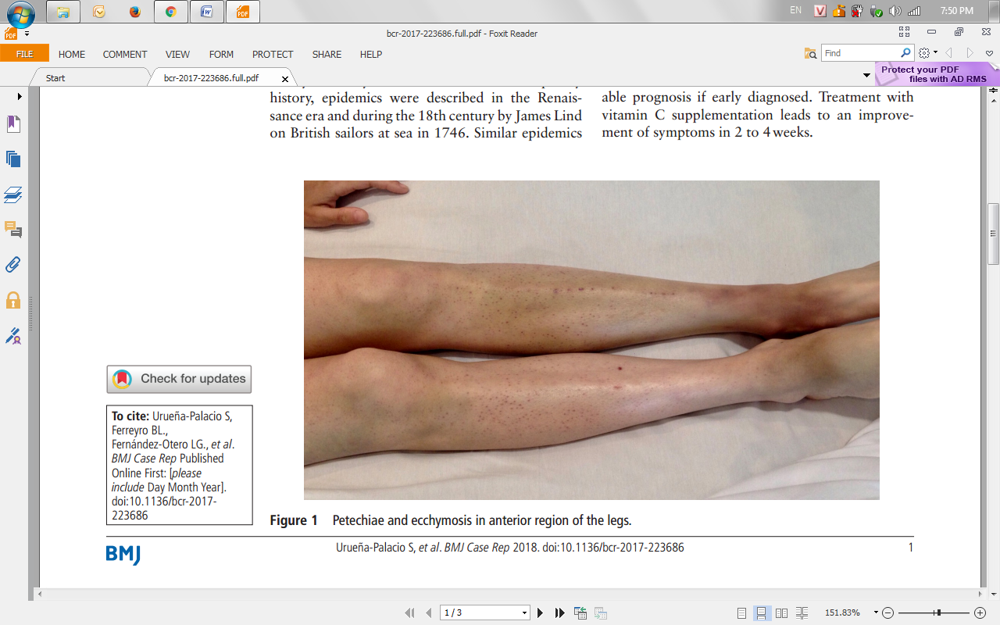 EN
7:50 PM
PDF
bcr-2017-223686.full.pdf - Foxit Reader
FILE HOME COMMENT VIEW FORM PROTECT SHARE HELP
Find
Start
bcr-2017-223686.full.pdf
Protect your PDF
files with AD RMS
history, epidemics were described in the Renais-
sance era and during the 18th century by James Lind
on British sailors at sea in 1746. Similar epidemics
able prognosis if early diagnosed. Treatment with
vitamin C supplementation leads to an improve-
ment of symptoms in 2 to 4 weeks.
Check for updates
To cite: Urueña-Palacio S,
Ferreyro BL.,
Fernández-Otero LG., et al.
BMJ Case Rep Published
Online First: [please
include Day Month Year].
doi:10.1136/bcr-2017-
223686
Figure 1 Petechiae and ecchymosis in anterior region of the legs.
BMJ
Urueña-Palacio S, et al. BMJ Case Rep 2018. doi:10.1136/bcr-2017-223686
1
1 / 3
151.83%